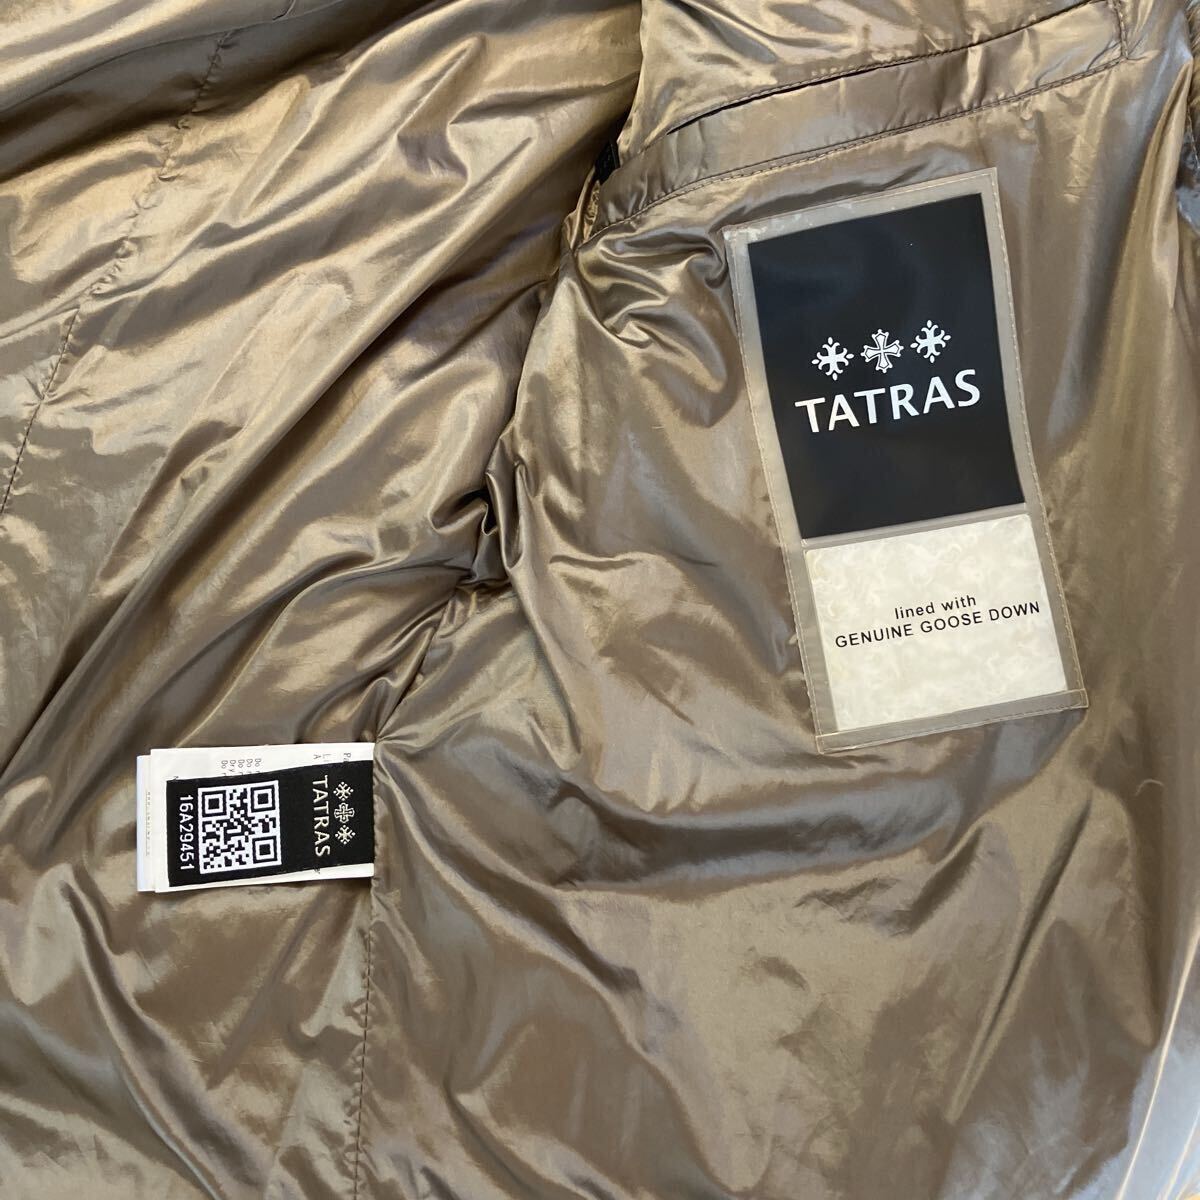 TATRAS
lined with
GENUINE GOOSE DOWN
TATRAS
16A29451